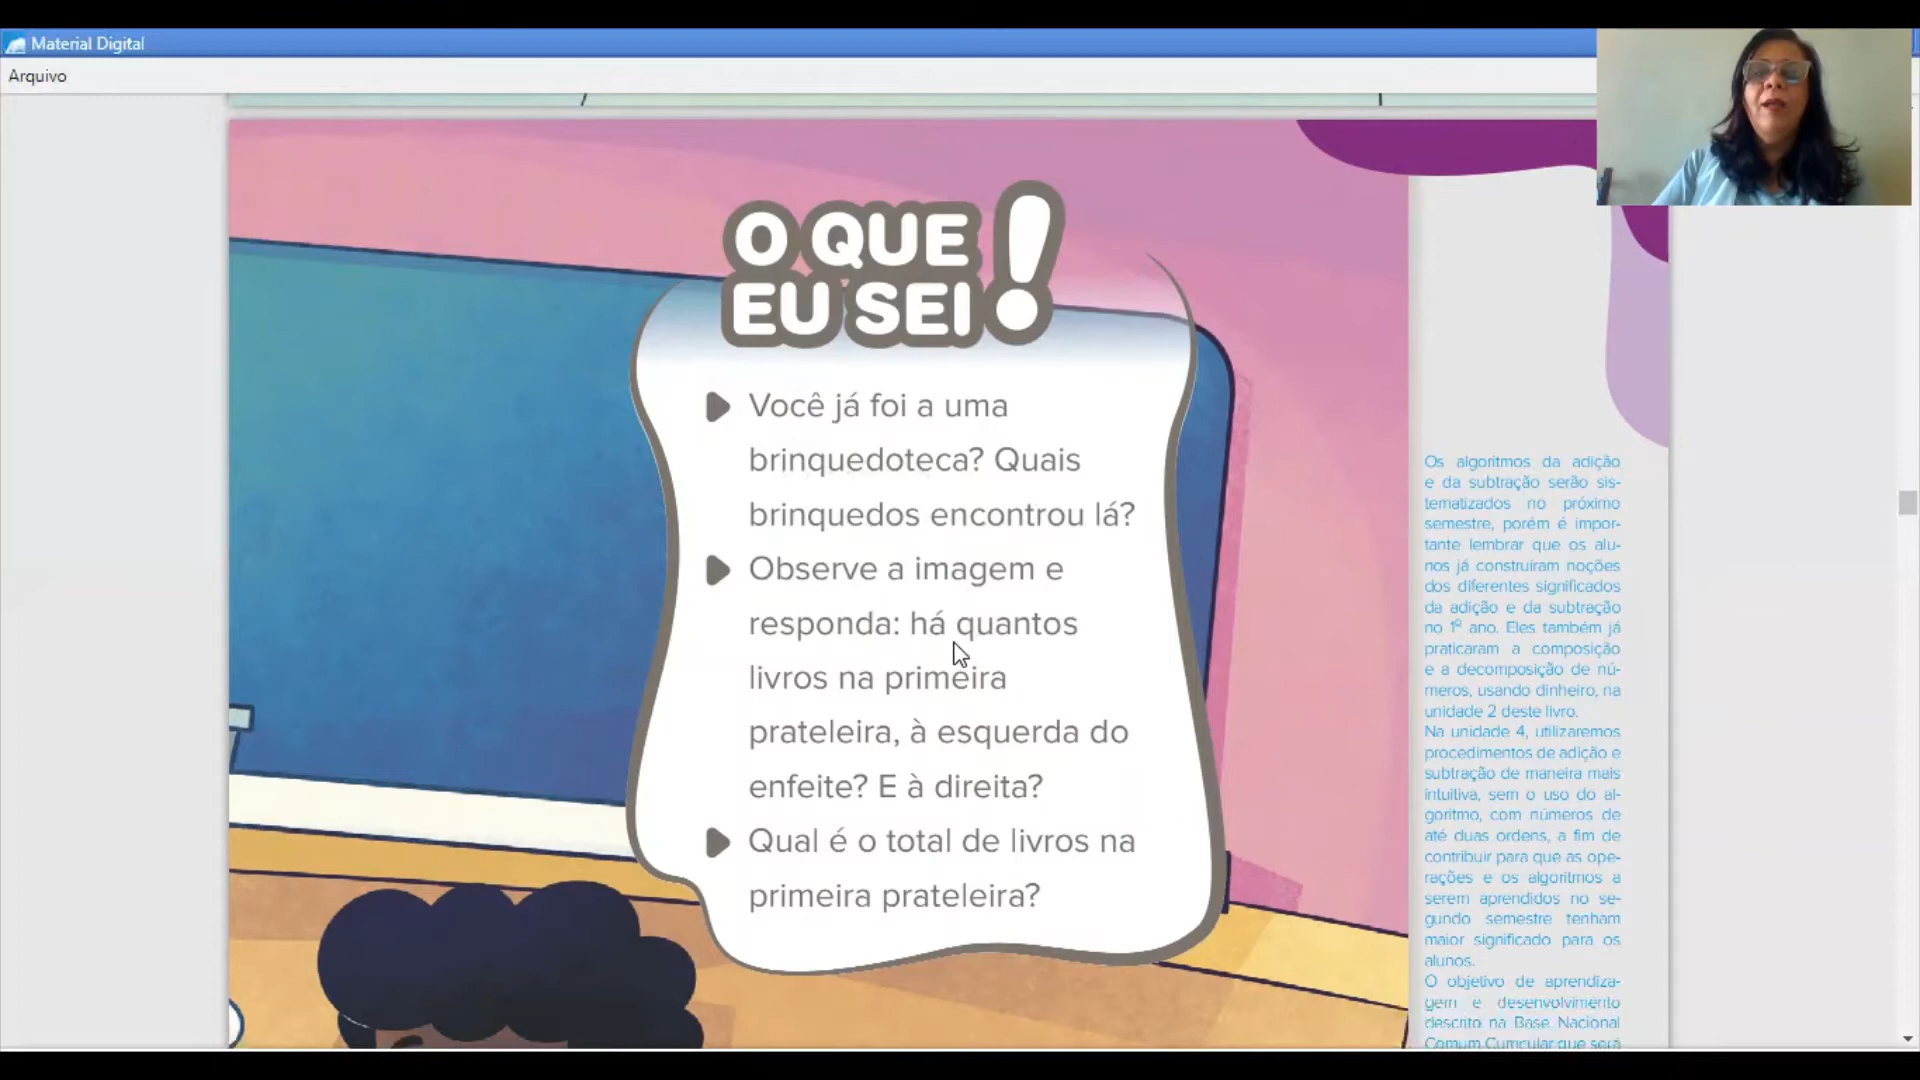 Material Digital
Arquivo
O QUE
EU SEI!
Você já foi a uma
brinquedoteca? Quais
brinquedos encontrou lá?
Observe a imagem e
responda: há quantos
livros na primeira
prateleira, à esquerda do
enfeite? E à direita?
Qual é o total de livros na
primeira prateleira?
Os algoritmos da adição
e da subtração serão sis-
tematizados no próximo
semestre, porém é impor-
tante lembrar que os alu-
nos já construíram noções
dos diferentes significados
da adição e da subtração
no 1º ano. Eles também já
praticaram a composição
e a decomposição de nú-
meros, usando dinheiro, na
unidade 2 deste livro.
Na unidade 4, utilizaremos
procedimentos de adição e
subtração de maneira mais
intuitiva, sem o uso do al-
goritmo, com números de
até duas ordens, a fim de
contribuir para que as ope-
rações e os algoritmos a
serem aprendidos no se-
gundo semestre tenham
maior significado para os
alunos.
O objetivo de aprendiza-
gem e desenvolvimento
descrito na Base Nacional
Comum Curricular que será